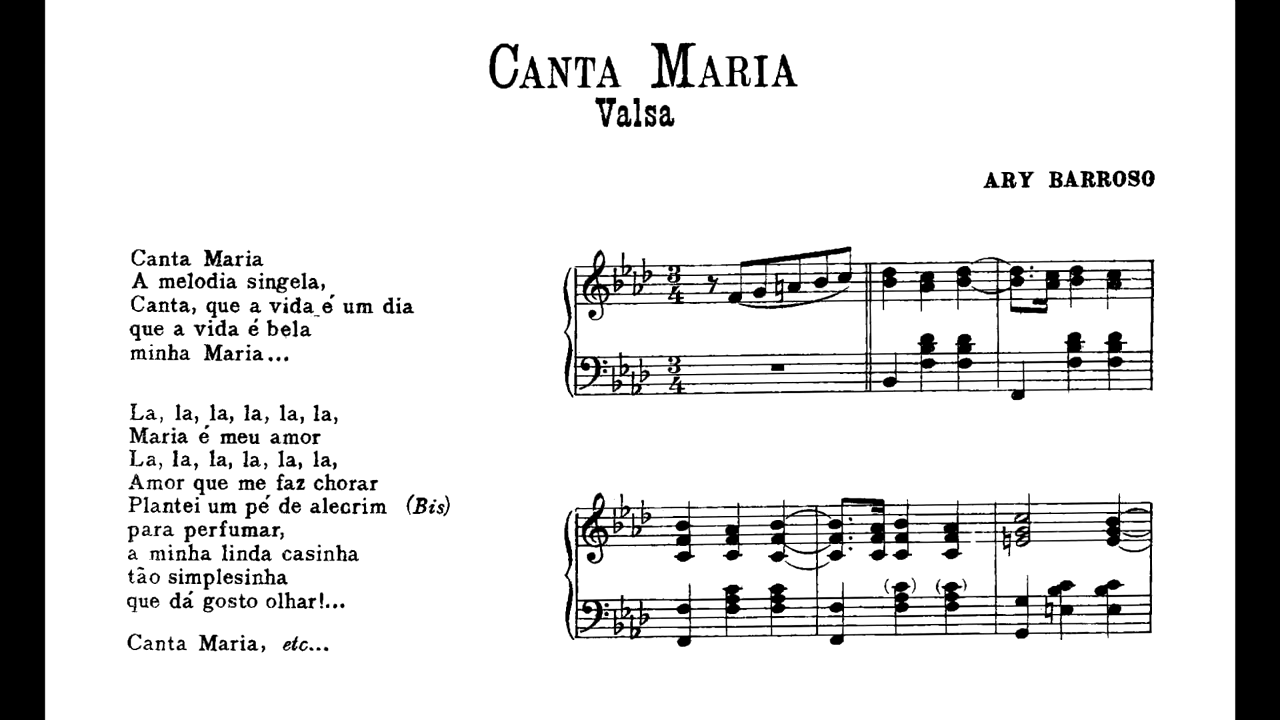 CANTA MARIA
Valsa
ARY BARROSO
Canta Maria
A melodia singela,
Canta, que a vida é um dia
que a vida é bela
minha Maria...
La, la, la, la, la, la,
Maria é meu amor
La, la, la, la, la, la,
Amor que me faz chorar
Plantei um pé de alecrim (Bis)
para perfumar,
a minha linda casinha
tão simplesinha
que dá gosto olhar!...
Canta Maria, etc...